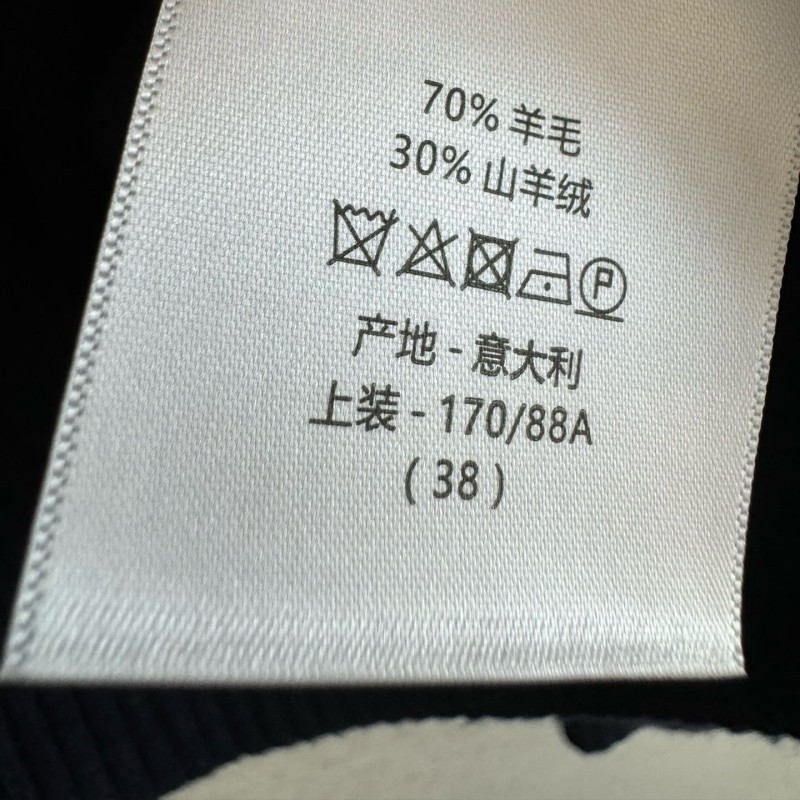 70% 羊毛
30% 山羊绒
P
产地 - 意大利
上装 - 170/88A
( 38 )